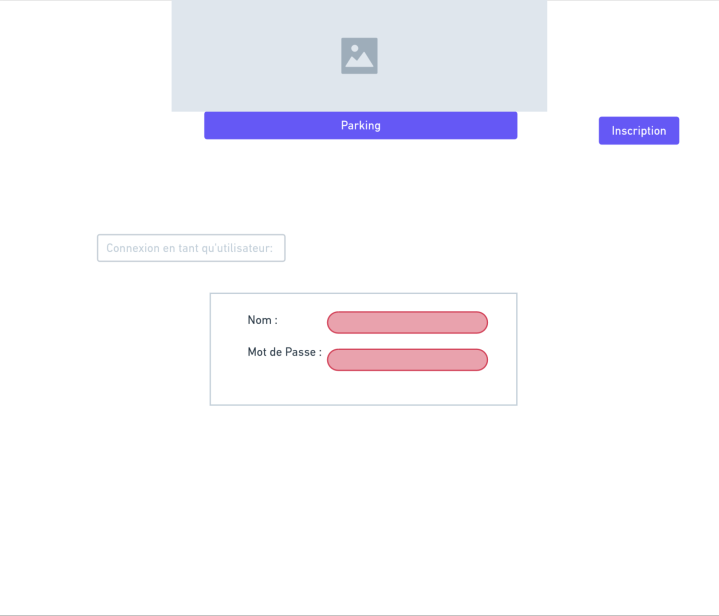 Parking
Inscription
Connexion en tant qu'utilisateur:
Nom :
Mot de Passe :